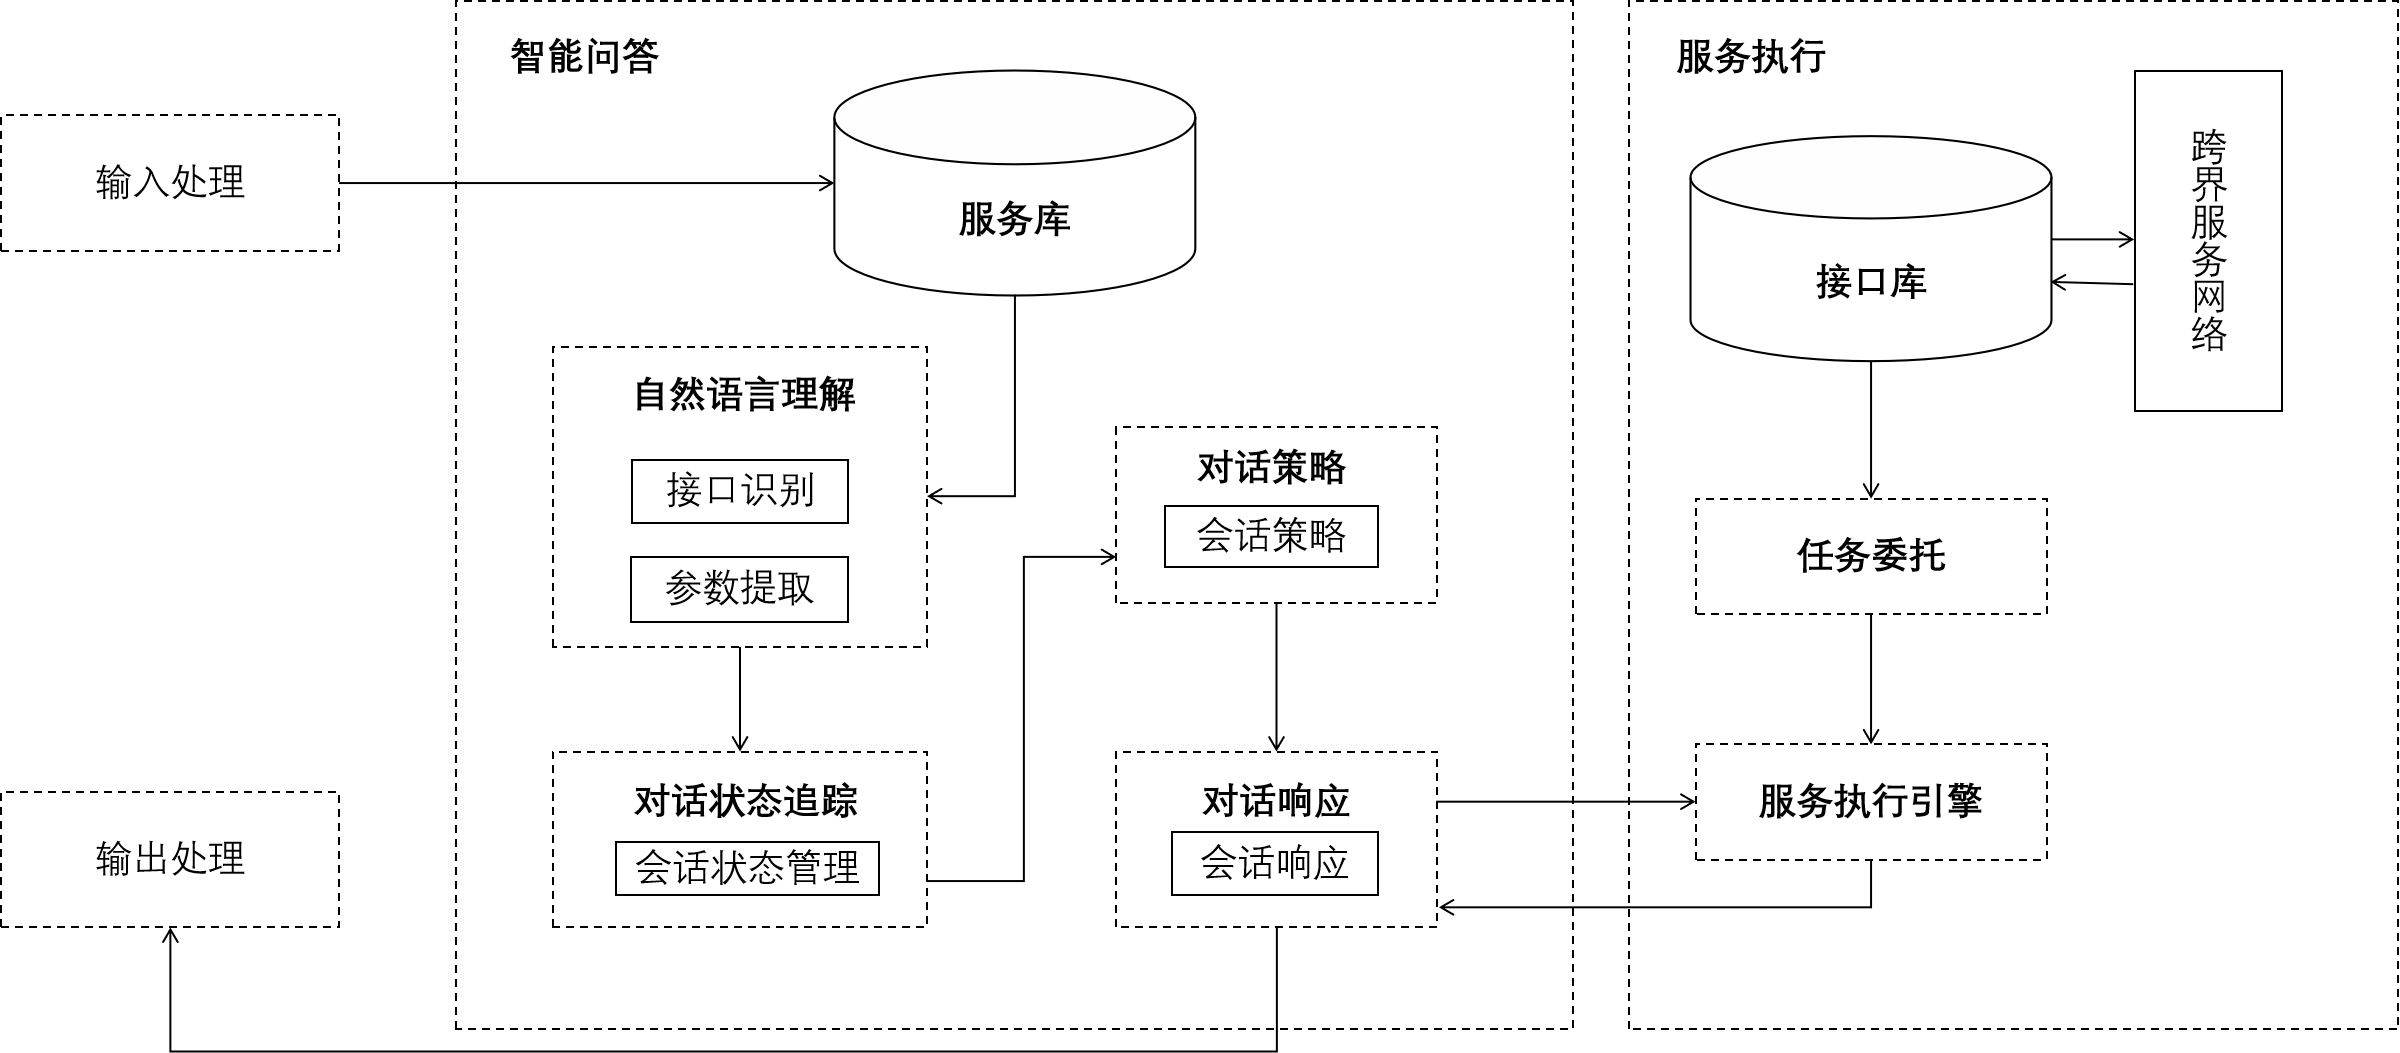 智能问答
服务执行
输入处理
服务库
接口库
跨界服务网络
自然语言理解
接口识别
参数提取
对话策略
会话策略
任务委托
对话状态追踪
会话状态管理
对话响应
会话响应
服务执行引擎
输出处理